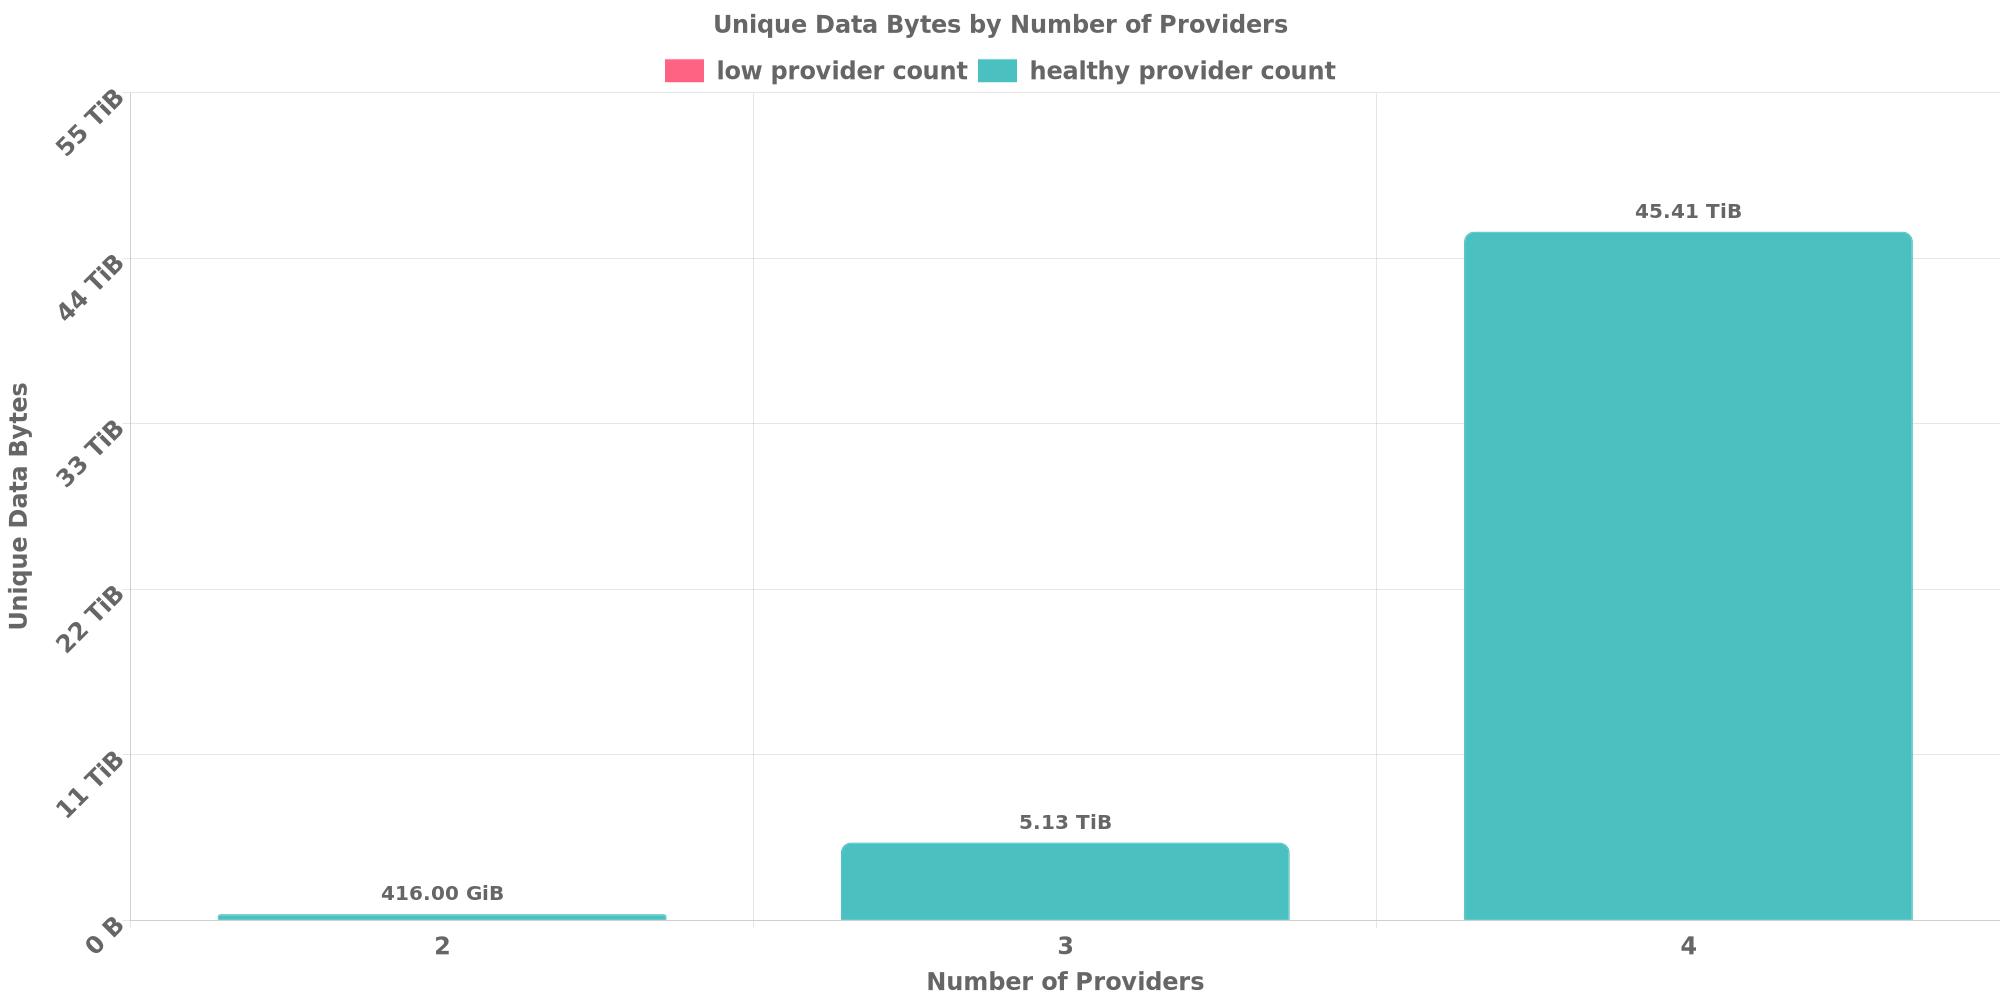 Unique Data Bytes by Number of Providers
low provider count healthy provider count
55 TiB
44 TiB
33 TiB
22 TiB
11 TiB
0 B
Unique Data Bytes
416.00 GiB
5.13 TiB
45.41 TiB
2 3 4
Number of Providers